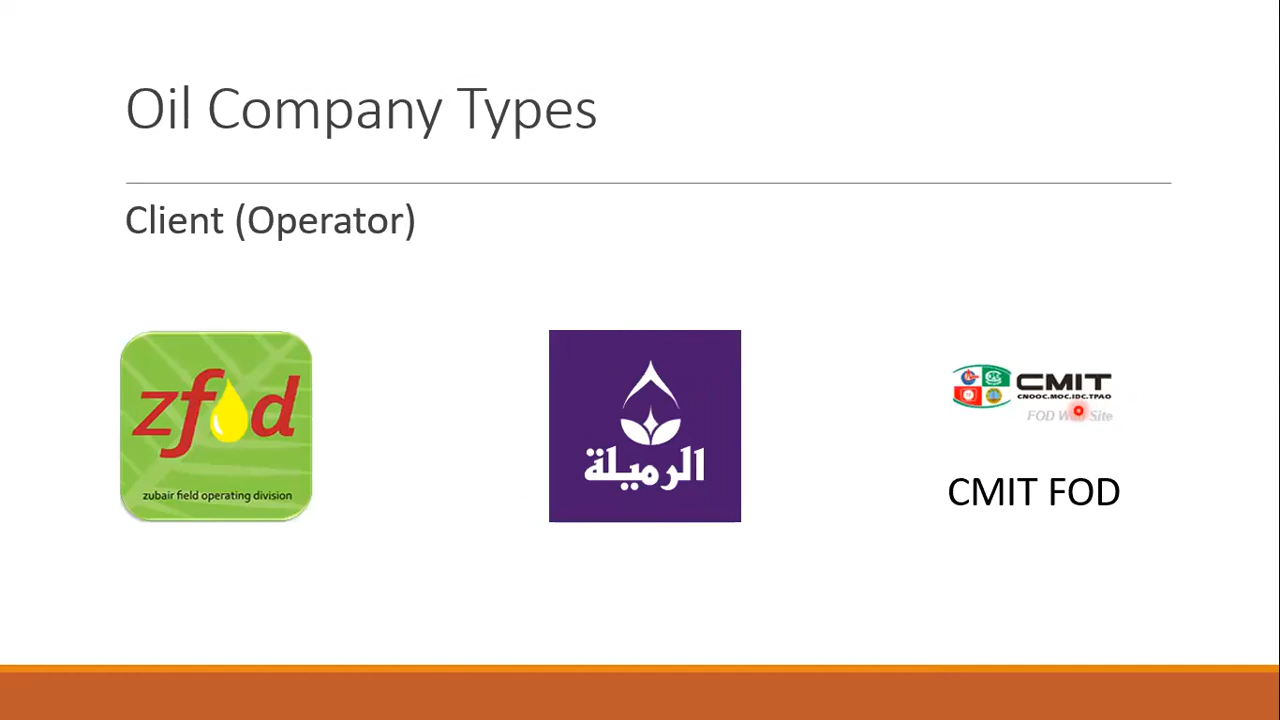 Oil Company Types
Client (Operator)
zfod
zubair field operating division
الرميلة
CMIT
CNOOC.MOC.IDC.TPAO
FOD Site
CMIT FOD